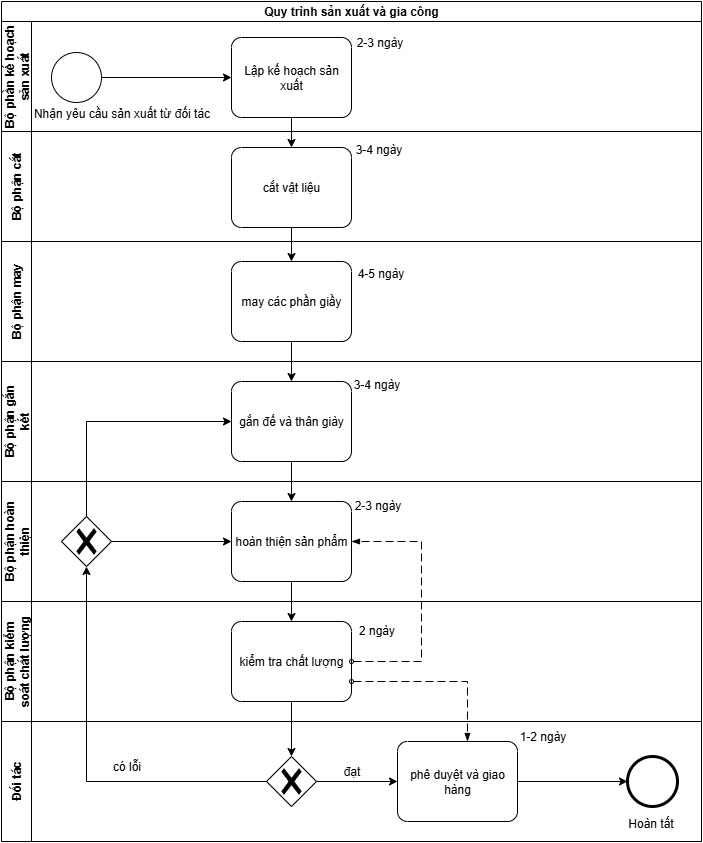 Quy trình sản xuất và gia công
Bộ phận kế hoạch
sản xuất
2-3 ngày
Lập kế hoạch sản
xuất
Nhận yêu cầu sản xuất từ đối tác
Bộ phận cắt
3-4 ngày
cắt vật liệu
Bộ phận may
4-5 ngày
may các phần giầy
Bộ phận gắn
kết
3-4 ngày
gắn đế và thân giày
Bộ phận hoàn
thiện
2-3 ngày
hoàn thiện sản phẩm
Bộ phận kiểm
soát chất lượng
2 ngày
kiểm tra chất lượng
Đối tác
1-2 ngày
có lỗi
đạt
phê duyệt và giao
hàng
Hoàn tất